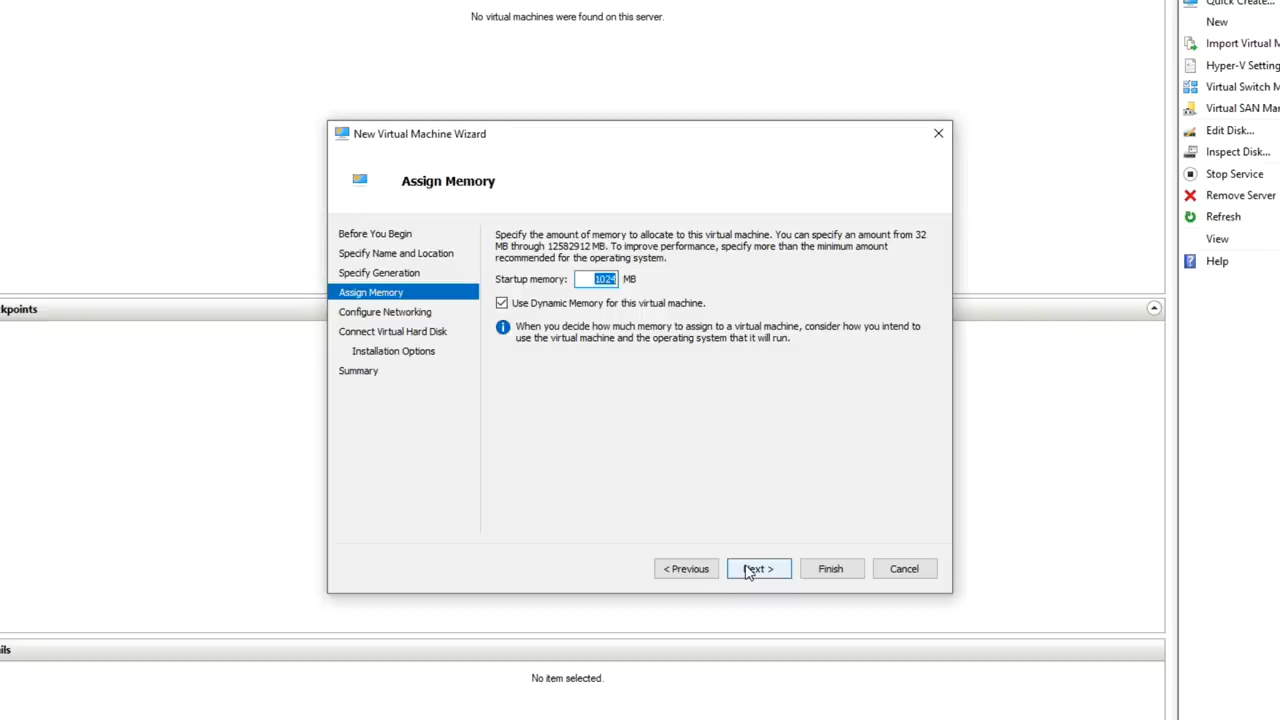 No virtual machines were found on this server.
Quick Create...
New
Import Virtual M
Hyper-V Setting
Virtual Switch M
Virtual SAN Man
Edit Disk...
Inspect Disk...
Stop Service
Remove Server
Refresh
View
Help
New Virtual Machine Wizard
Assign Memory
Before You Begin
Specify Name and Location
Specify Generation
Assign Memory
Configure Networking
Connect Virtual Hard Disk
Installation Options
Summary
Specify the amount of memory to allocate to this virtual machine. You can specify an amount from 32
MB through 12582912 MB. To improve performance, specify more than the minimum amount
recommended for the operating system.
Startup memory: 1024 MB
Use Dynamic Memory for this virtual machine.
When you decide how much memory to assign to a virtual machine, consider how you intend to
use the virtual machine and the operating system that it will run.
< Previous
Next >
Finish
Cancel
kpoints
ils
No item selected.